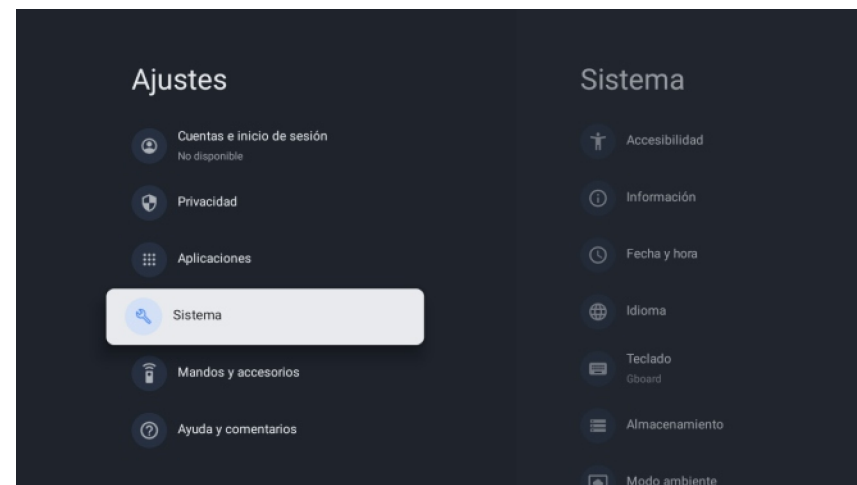 Ajustes
Cuentas e inicio de sesión
No disponible
Privacidad
Aplicaciones
Sistema
Mandos y accesorios
Ayuda y comentarios
Sistema
Accesibilidad
Información
Fecha y hora
Idioma
Teclado
Gboard
Almacenamiento
Modo ambiente